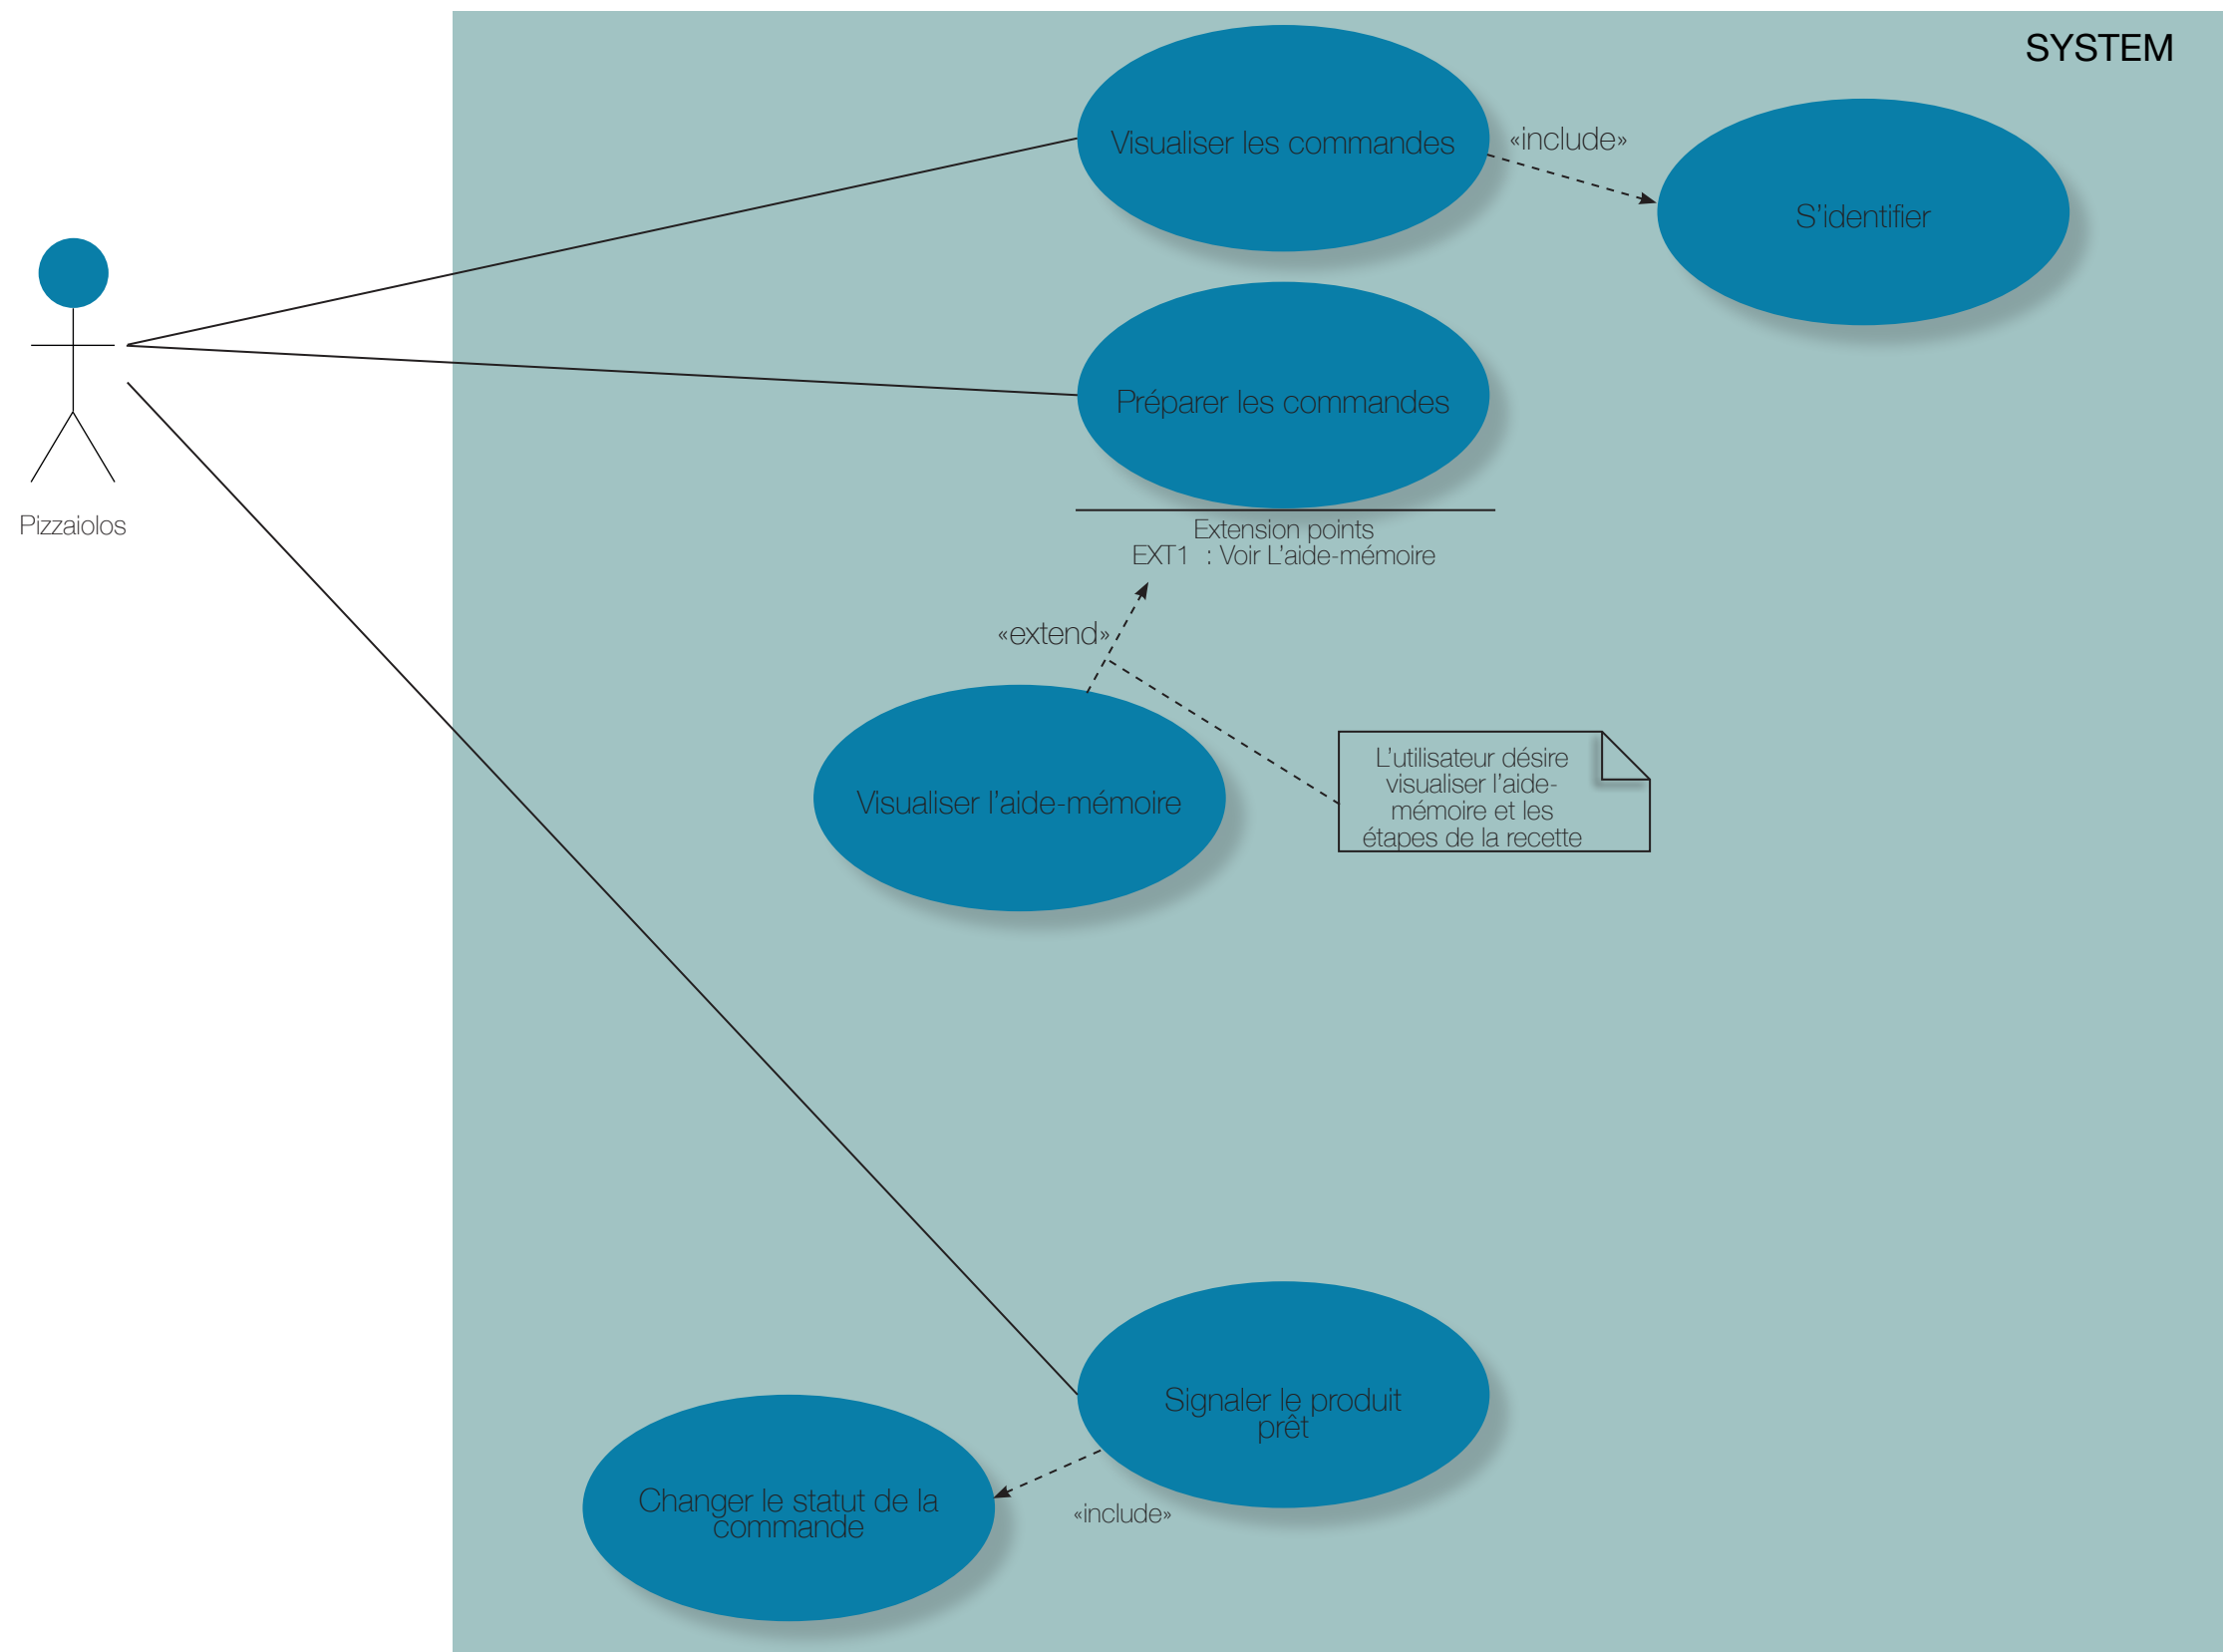 SYSTEM
Visualiser les commandes
«include»
S'identifier
Préparer les commandes
Pizzaiolos
Extension points
EXT1 : Voir L'aide-mémoire
«extend»
Visualiser l'aide-mémoire
L'utilisateur désire
visualiser l'aide-
mémoire et les
étapes de la recette
Signaler le produit
prêt
Changer le statut de la
commande
«include»